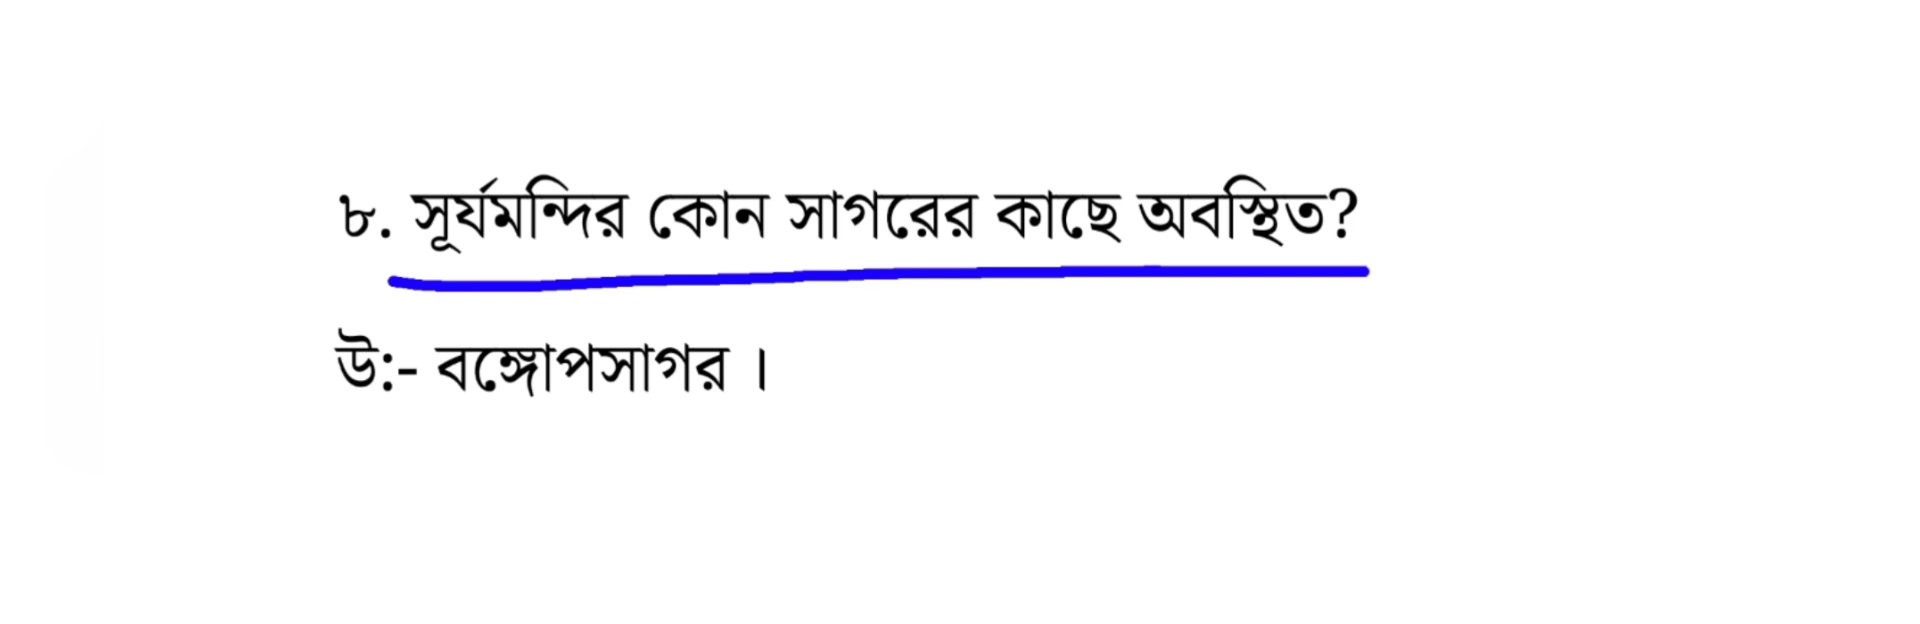 ৮. সূর্যমন্দির কোন সাগরের কাছে অবস্থিত?
উ:- বঙ্গোপসাগর ।